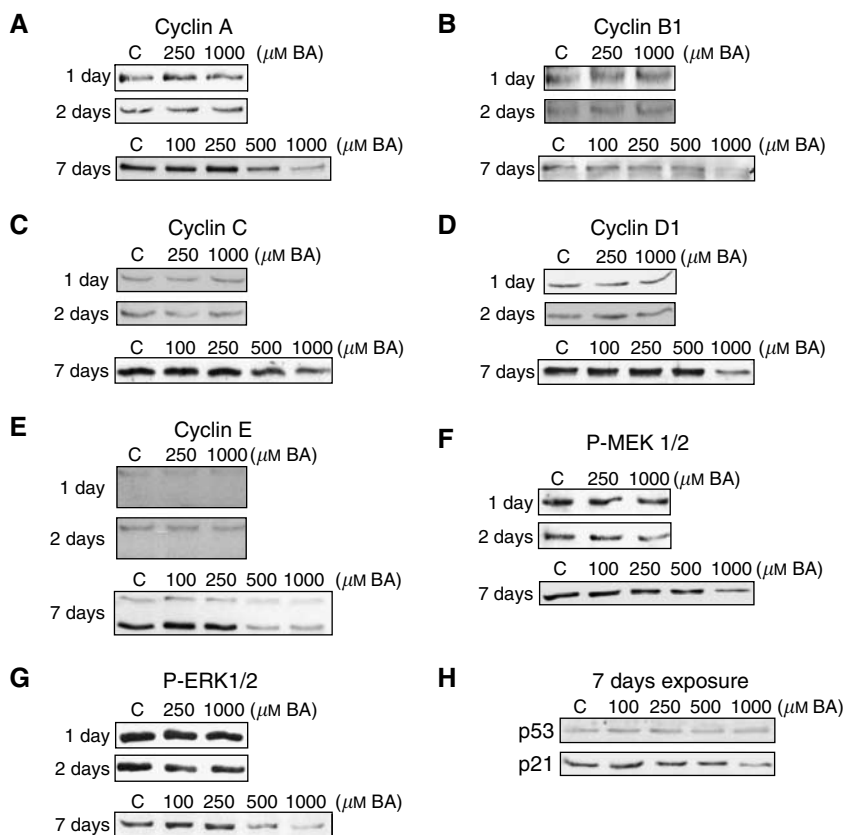 A
Cyclin A
C 250 1000 (μM BA)
1 day
2 days
C 100 250 500 1000 (μM BA)
7 days
B
Cyclin B1
C 250 1000 (μM BA)
1 day
2 days
C 100 250 500 1000 (μM BA)
7 days
C
Cyclin C
C 250 1000 (μM BA)
1 day
2 days
C 100 250 500 1000 (μM BA)
7 days
D
Cyclin D1
C 250 1000 (μM BA)
1 day
2 days
C 100 250 500 1000 (μM BA)
7 days
E
Cyclin E
C 250 1000 (μM BA)
1 day
2 days
C 100 250 500 1000 (μM BA)
7 days
F
P-MEK 1/2
C 250 1000 (μM BA)
1 day
2 days
C 100 250 500 1000 (μM BA)
7 days
G
P-ERK1/2
C 250 1000 (μM BA)
1 day
2 days
C 100 250 500 1000 (μM BA)
7 days
H
7 days exposure
C 100 250 500 1000 (μM BA)
p53
p21